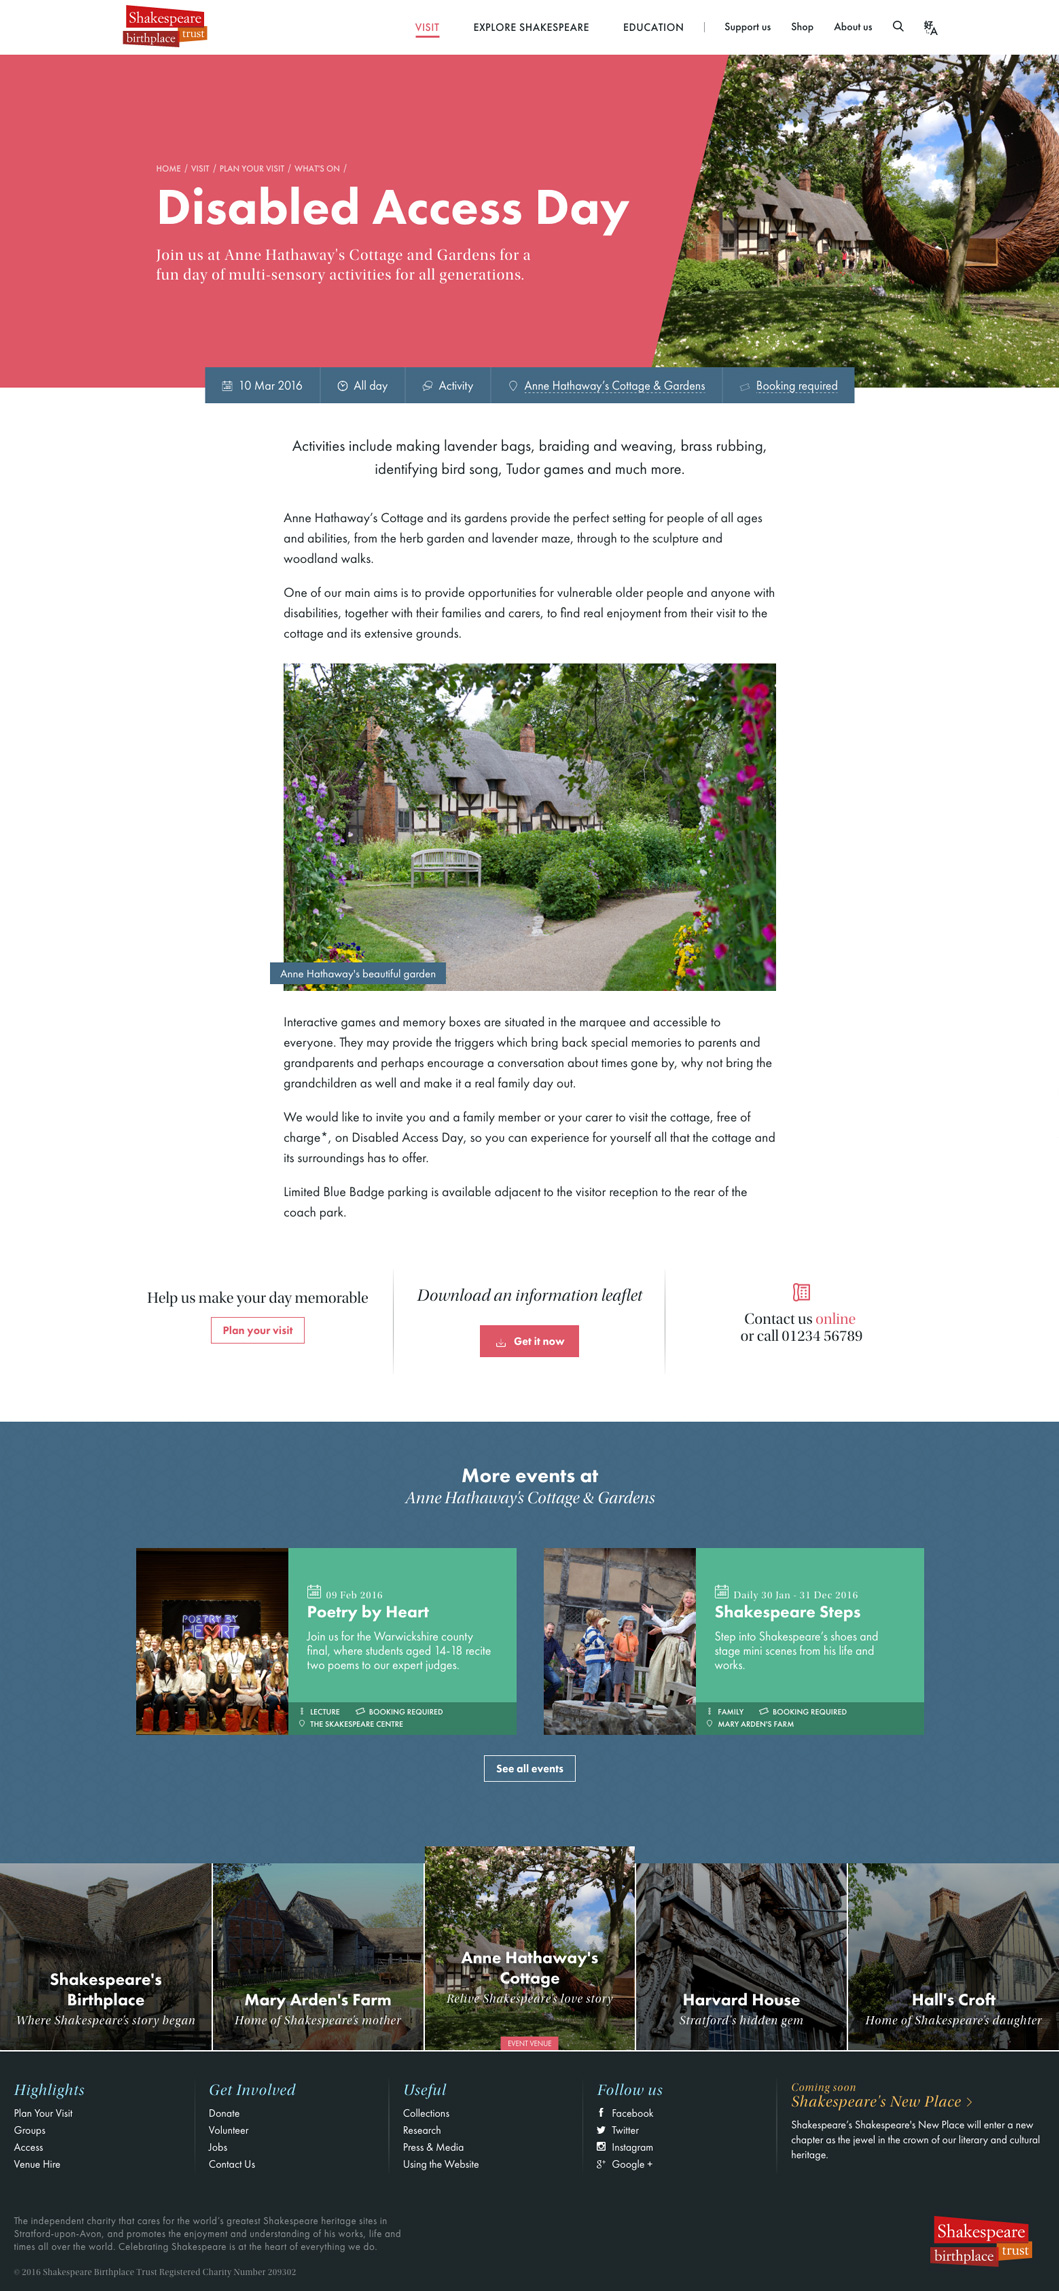 Shakespeare
birthplace trust
VISIT
EXPLORE SHAKESPEARE
EDUCATION
Support us
Shop
About us
HOME / VISIT / PLAN YOUR VISIT / WHAT'S ON /
Disabled Access Day
Join us at Anne Hathaway's Cottage and Gardens for a
fun day of multi-sensory activities for all generations.
10 Mar 2016
All day
Activity
Anne Hathaway's Cottage & Gardens
Booking required
Activities include making lavender bags, braiding and weaving, brass rubbing,
identifying bird song, Tudor games and much more.
Anne Hathaway's Cottage and its gardens provide the perfect setting for people of all ages
and abilities, from the herb garden and lavender maze, through to the sculpture and
woodland walks.
One of our main aims is to provide opportunities for vulnerable older people and anyone with
disabilities, together with their families and carers, to find real enjoyment from their visit to the
cottage and its extensive grounds.
Anne Hathaway's beautiful garden
Interactive games and memory boxes are situated in the marquee and accessible to
everyone. They may provide the triggers which bring back special memories to parents and
grandparents and perhaps encourage a conversation about times gone by, why not bring the
grandchildren as well and make it a real family day out.
We would like to invite you and a family member or your carer to visit the cottage, free of
charge*, on Disabled Access Day, so you can experience for yourself all that the cottage and
its surroundings has to offer.
Limited Blue Badge parking is available adjacent to the visitor reception to the rear of the
coach park.
Help us make your day memorable
Plan your visit
Download an information leaflet
Get it now
Contact us online
or call 01234 56789
More events at
Anne Hathaway's Cottage & Gardens
POETRY BY
HEART
09 Feb 2016
Poetry by Heart
Join us for the Warwickshire county
final, where students aged 14-18 recite
two poems to our expert judges.
LECTURE
BOOKING REQUIRED
THE SKAKESPEARE CENTRE
Daily 30 Jan - 31 Dec 2016
Shakespeare Steps
Step into Shakespeare's shoes and
stage mini scenes from his life and
works.
FAMILY
BOOKING REQUIRED
MARY ARDEN'S FARM
See all events
Shakespeare's
Birthplace
Where Shakespeare's story began
Mary Arden's Farm
Home of Shakespeare's mother
Anne Hathaway's
Cottage
Relive Shakespeare's love story
EVENT VENUE
Harvard House
Stratford's hidden gem
Hall's Croft
Home of Shakespeare's daughter
Highlights
Plan Your Visit
Groups
Access
Venue Hire
Get Involved
Donate
Volunteer
Jobs
Contact Us
Useful
Collections
Research
Press & Media
Using the Website
Follow us
Facebook
Twitter
Instagram
Google +
Coming soon
Shakespeare's New Place >
Shakespeare's Shakespeare's New Place will enter a new
chapter as the jewel in the crown of our literary and cultural
heritage.
The independent charity that cares for the world's greatest Shakespeare heritage sites in
Stratford-upon-Avon, and promotes the enjoyment and understanding of his works, life and
times all over the world. Celebrating Shakespeare is at the heart of everything we do.
© 2016 Shakespeare Birthplace Trust Registered Charity Number 209302
Shakespeare
birthplace trust